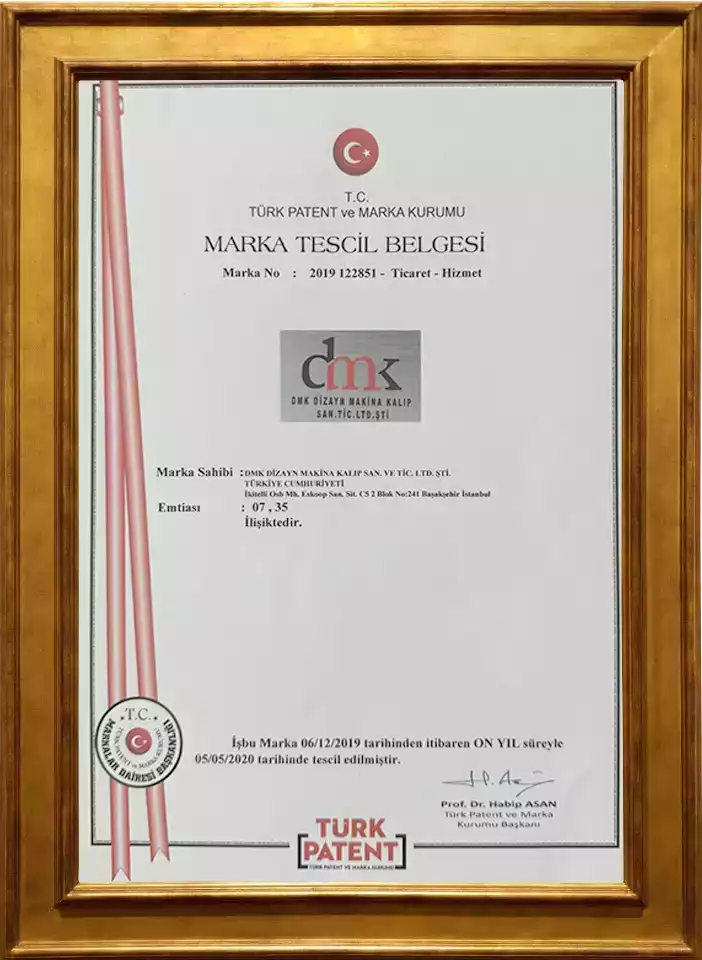 T.C.
TÜRK PATENT ve MARKA KURUMU
MARKA TESCİL BELGESİ
Marka No : 2019 122851 - Ticaret - Hizmet
dmk
DMK DİZAYN MAKİNA KALIP
SAN.TİC.LTD.ŞTİ
Marka Sahibi : DMK DİZAYN MAKİNA KALIP SAN. VE TİC. LTD. ŞTİ.
TÜRKİYE CUMHURİYETİ
İkitelli Osb Mh. Eskoop San. Sit. C5 2 Blok No:241 Başakşehir İstanbul
Emtiası : 07 , 35
İlişiktedir.
T.C.
MARKALAR DAİRESİ BAŞKANLIĞI
TÜRK PATENT ve MARKA KURUMU
İşbu Marka 06/12/2019 tarihinden itibaren ON YIL süreyle
05/05/2020 tarihinde tescil edilmiştir.
Prof. Dr. Habip ASAN
Türk Patent ve Marka
Kurumu Başkanı
TÜRK
PATENT
TÜRK PATENT VE MARKA KURUMU